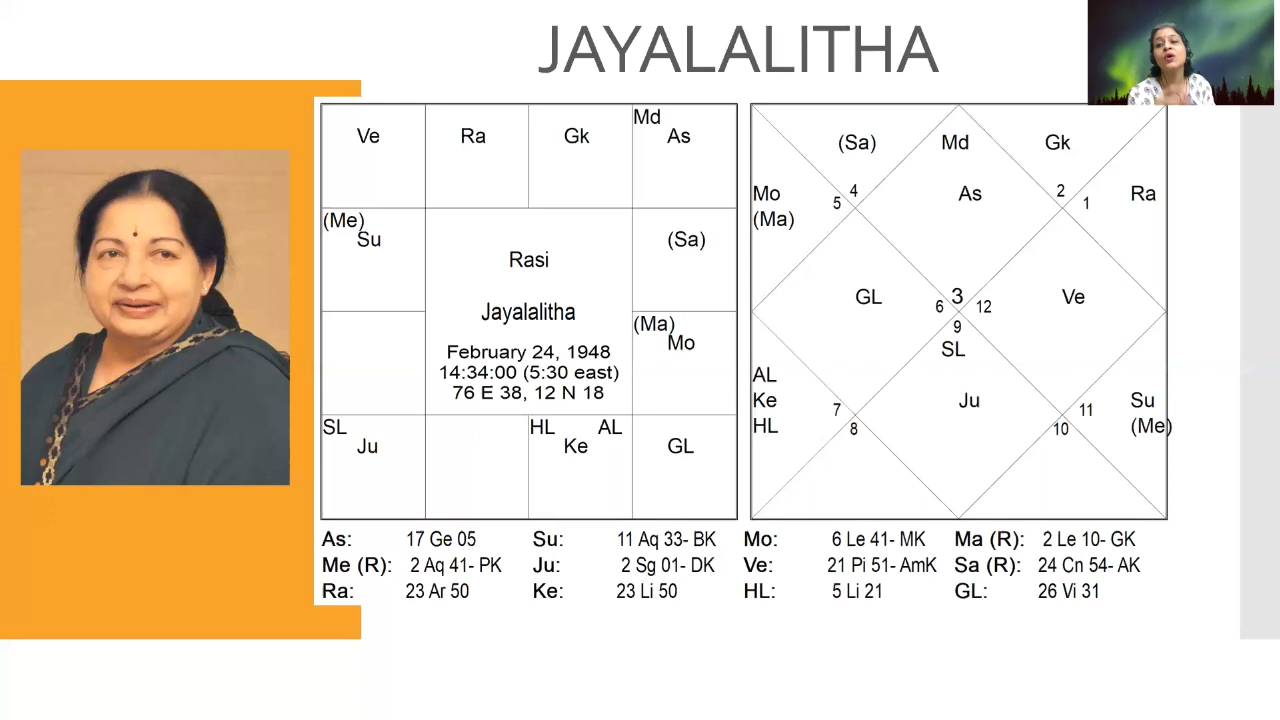 JAYALALITHA
Md
Ve Ra Gk As
(Me)
Su (Sa)
Rasi
Jayalalitha
(Ma)
Mo
February 24, 1948
14:34:00 (5:30 east)
76 E 38, 12 N 18
SL HL AL
Ju Ke GL
(Sa) Md Gk
4 2
Mo As Ra
5 1
(Ma)
GL 3 Ve
6 12
9
SL
AL
Ke Ju Su
7 11
HL (Me)
8 10
As: 17 Ge 05 Su: 11 Aq 33- BK Mo: 6 Le 41- MK Ma (R): 2 Le 10- GK
Me (R): 2 Aq 41- PK Ju: 2 Sg 01- DK Ve: 21 Pi 51- AmK Sa (R): 24 Cn 54- AK
Ra: 23 Ar 50 Ke: 23 Li 50 HL: 5 Li 21 GL: 26 Vi 31